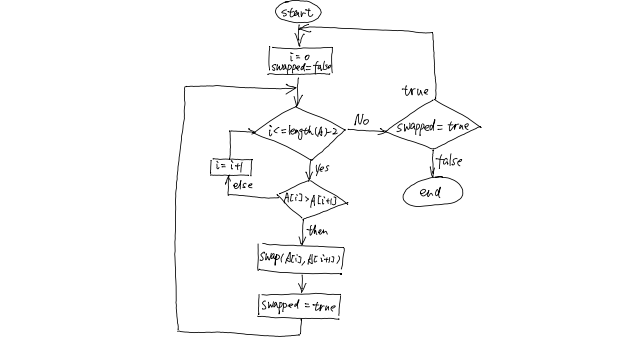 start
i = 0
swapped = false
true
i <= length(A)-2
No
swapped = true
i = i+1
yes
false
else
A[i] > A[i+1]
end
then
swap(A[i], A[i+1])
swapped = true